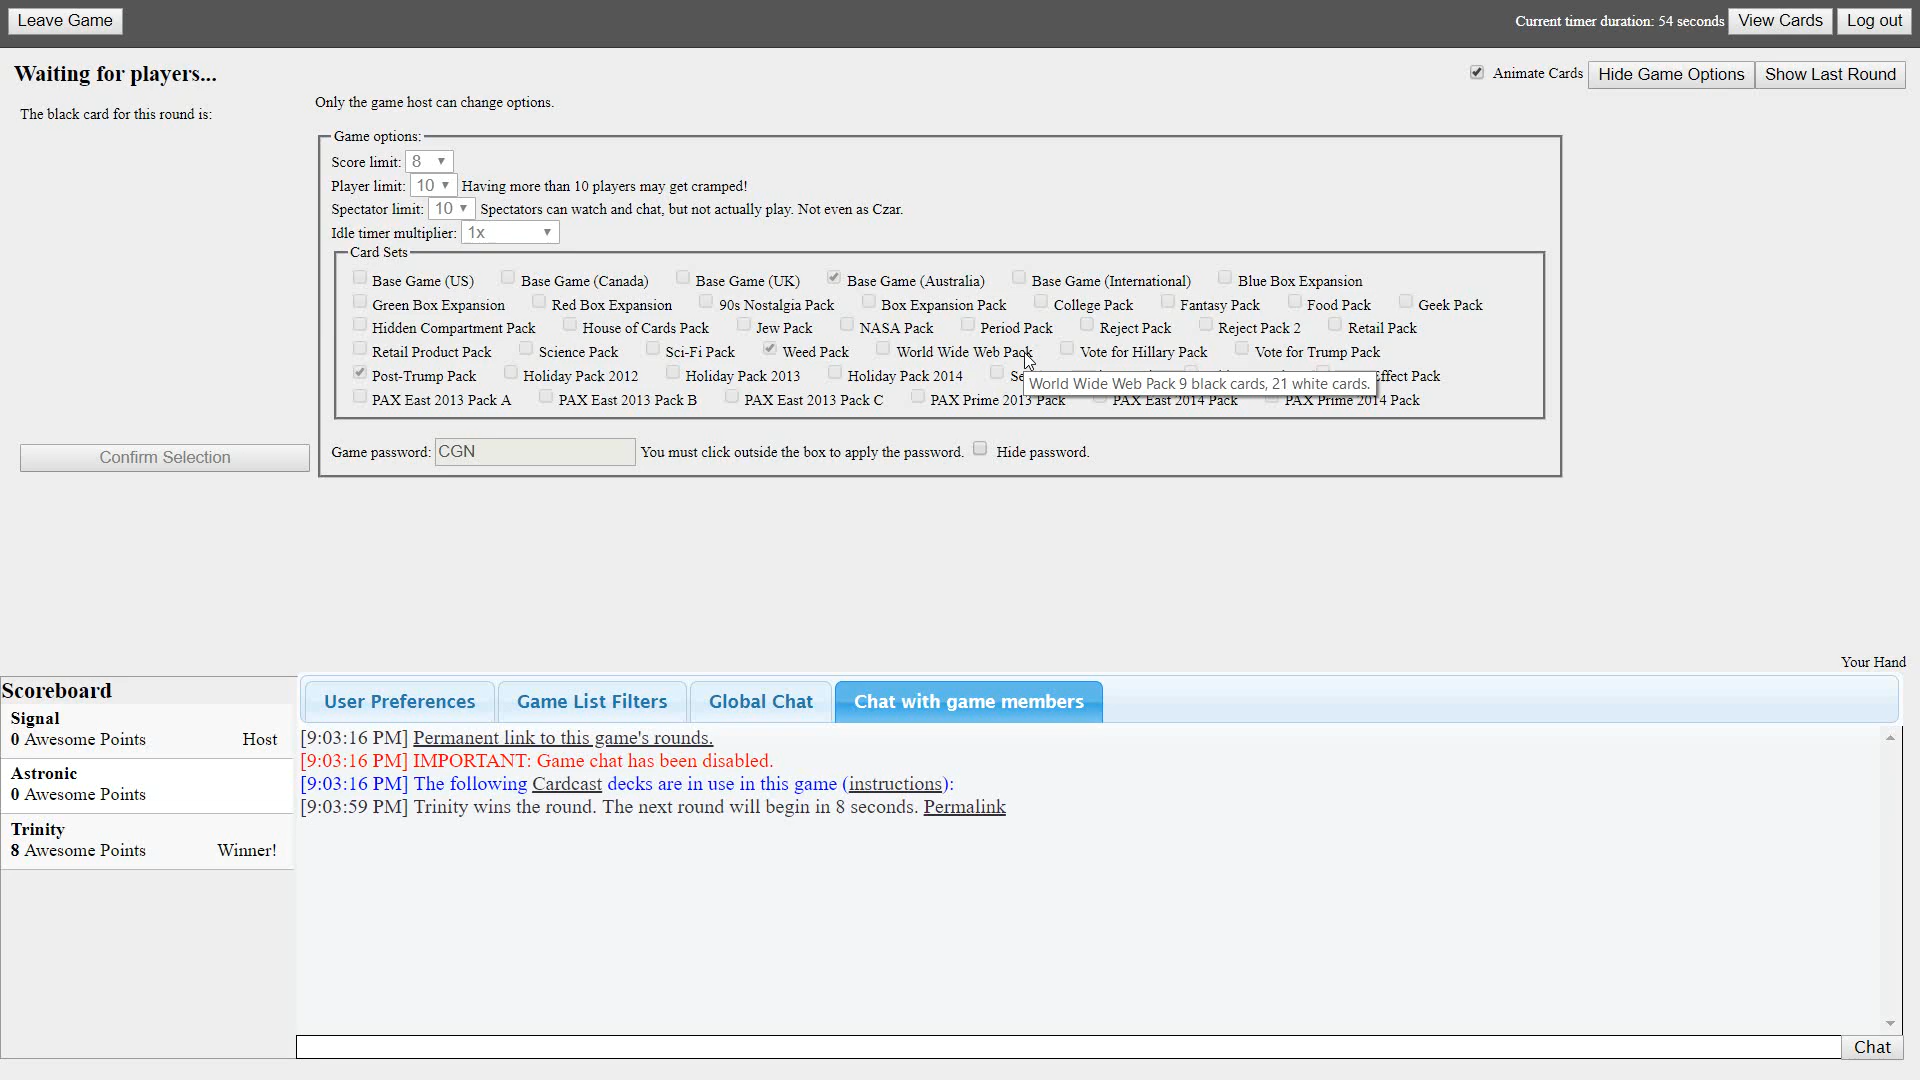 Leave Game
Current timer duration: 54 seconds View Cards Log out
Waiting for players...
Animate Cards Hide Game Options Show Last Round
Only the game host can change options.
The black card for this round is:
Game options:
Score limit: 8
Player limit: 10 Having more than 10 players may get cramped!
Spectator limit: 10 Spectators can watch and chat, but not actually play. Not even as Czar.
Idle timer multiplier: 1x
Card Sets
Base Game (US) Base Game (Canada) Base Game (UK) Base Game (Australia) Base Game (International) Blue Box Expansion
Green Box Expansion Red Box Expansion 90s Nostalgia Pack Box Expansion Pack College Pack Fantasy Pack Food Pack Geek Pack
Hidden Compartment Pack House of Cards Pack Jew Pack NASA Pack Period Pack Reject Pack Reject Pack 2 Retail Pack
Retail Product Pack Science Pack Sci-Fi Pack Weed Pack World Wide Web Pack Vote for Hillary Pack Vote for Trump Pack
Post-Trump Pack Holiday Pack 2012 Holiday Pack 2013 Holiday Pack 2014 Effect Pack
World Wide Web Pack 9 black cards, 21 white cards.
PAX East 2013 Pack A PAX East 2013 Pack B PAX East 2013 Pack C PAX Prime 2013 Pack PAX East 2014 Pack PAX Prime 2014 Pack
Confirm Selection
Game password: CGN You must click outside the box to apply the password. Hide password.
Your Hand
Scoreboard
Signal
0 Awesome Points Host
Astronic
0 Awesome Points
Trinity
8 Awesome Points Winner!
User Preferences Game List Filters Global Chat Chat with game members
[9:03:16 PM] Permanent link to this game's rounds.
[9:03:16 PM] IMPORTANT: Game chat has been disabled.
[9:03:16 PM] The following Cardcast decks are in use in this game (instructions):
[9:03:59 PM] Trinity wins the round. The next round will begin in 8 seconds. Permalink
Chat